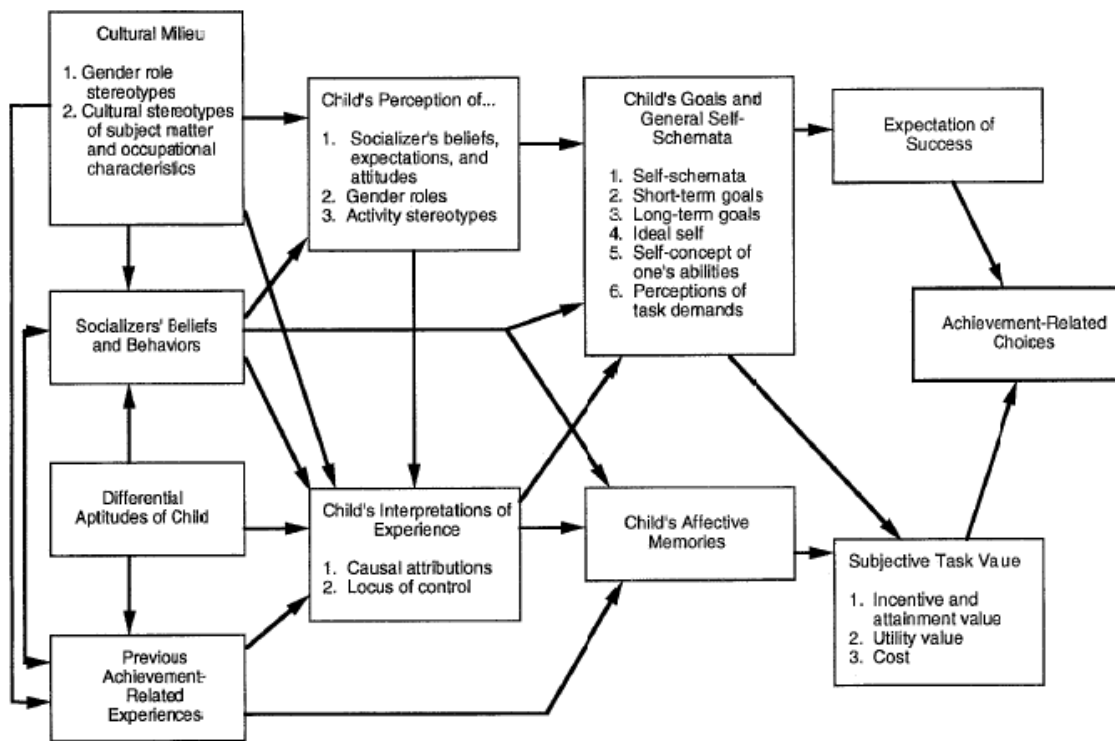 Cultural Milieu
1. Gender role
stereotypes
2. Cultural stereotypes
of subject matter
and occupational
characteristics
Socializers' Beliefs
and Behaviors
Differential
Aptitudes of Child
Previous
Achievement-
Related
Experiences
Child's Perception of...
1. Socializer's beliefs,
expectations, and
attitudes
2. Gender roles
3. Activity stereotypes
Child's Interpretations of
Experience
1. Causal attributions
2. Locus of control
Child's Goals and
General Self-
Schemata
1. Self-schemata
2. Short-term goals
3. Long-term goals
4. Ideal self
5. Self-concept of
one's abilities
6. Perceptions of
task demands
Child's Affective
Memories
Expectation of
Success
Achievement-Related
Choices
Subjective Task Value
1. Incentive and
attainment value
2. Utility value
3. Cost